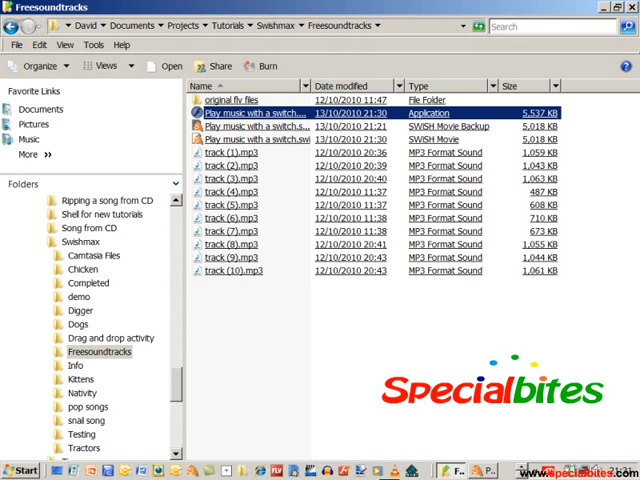 Freesoundtracks
David ▸ Documents ▸ Projects ▸ Tutorials ▸ Swishmax ▸ Freesoundtracks ▸ Search
File Edit View Tools Help
Organize Views Open Share Burn
Favorite Links
Documents
Pictures
Music
More »
Folders
Ripping a song from CD
Shell for new tutorials
Song from CD
Swishmax
Camtasia Files
Chicken
Completed
demo
Digger
Dogs
Drag and drop activity
Freesoundtracks
Info
Kittens
Nativity
pop songs
snail song
Testing
Tractors
Name Date modified Type Size
original flv files 12/10/2010 11:47 File Folder
Play music with a switch.... 13/10/2010 21:30 Application 5,537 KB
Play music with a switch.s... 13/10/2010 21:21 SWISH Movie Backup 5,018 KB
Play music with a switch.swi 13/10/2010 21:30 SWISH Movie 5,018 KB
track (1).mp3 12/10/2010 20:36 MP3 Format Sound 1,059 KB
track (2).mp3 12/10/2010 20:39 MP3 Format Sound 1,043 KB
track (3).mp3 12/10/2010 20:40 MP3 Format Sound 1,063 KB
track (4).mp3 12/10/2010 11:37 MP3 Format Sound 487 KB
track (5).mp3 12/10/2010 11:37 MP3 Format Sound 608 KB
track (6).mp3 12/10/2010 11:38 MP3 Format Sound 710 KB
track (7).mp3 12/10/2010 11:38 MP3 Format Sound 673 KB
track (8).mp3 12/10/2010 20:41 MP3 Format Sound 1,055 KB
track (9).mp3 12/10/2010 20:43 MP3 Format Sound 1,044 KB
track (10).mp3 12/10/2010 20:43 MP3 Format Sound 1,061 KB
Specialbites
Start FLV F... P... 21:31
www.specialbites.com